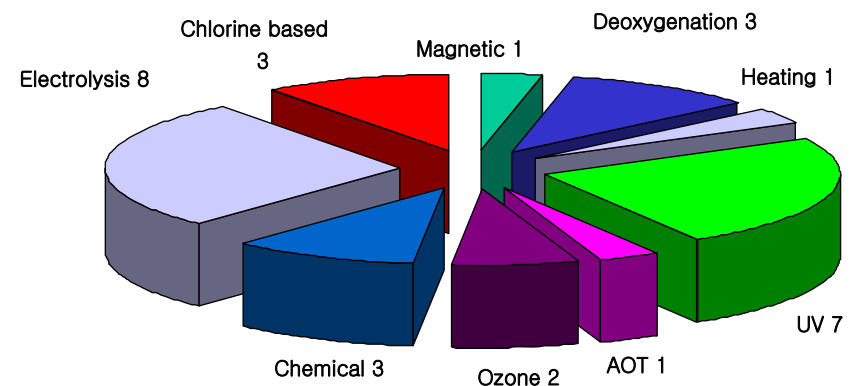 Deoxygenation 3
Chlorine based
3
Magnetic 1
Electrolysis 8
Heating 1
UV 7
Chemical 3
Ozone 2
AOT 1